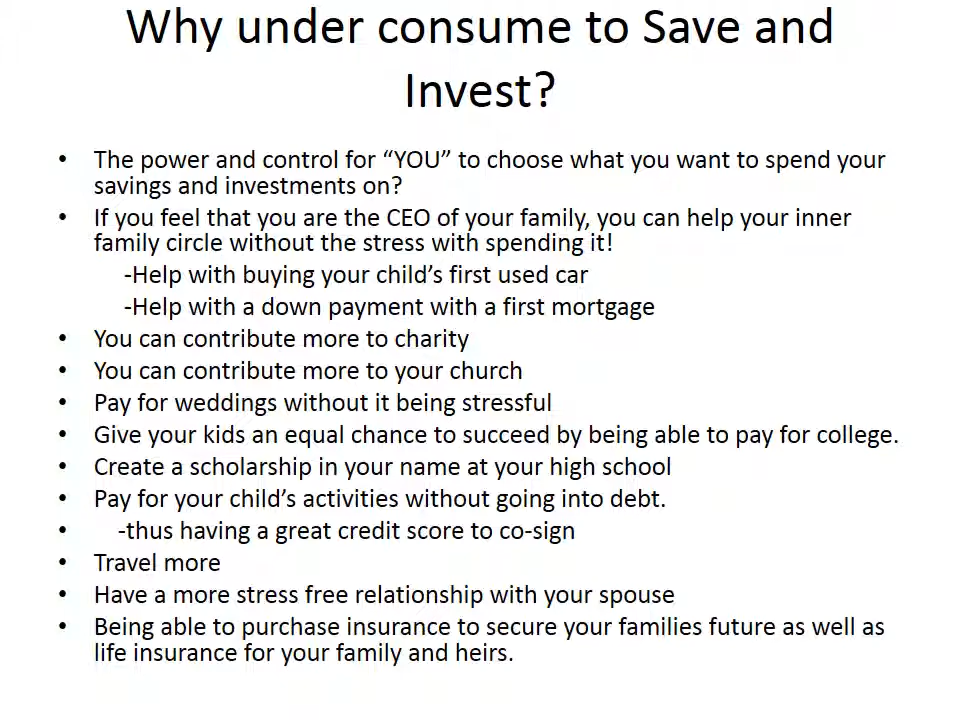 Why under consume to Save and
Invest?
• The power and control for “YOU” to choose what you want to spend your
savings and investments on?
• If you feel that you are the CEO of your family, you can help your inner
family circle without the stress with spending it!
-Help with buying your child’s first used car
-Help with a down payment with a first mortgage
• You can contribute more to charity
• You can contribute more to your church
• Pay for weddings without it being stressful
• Give your kids an equal chance to succeed by being able to pay for college.
• Create a scholarship in your name at your high school
• Pay for your child’s activities without going into debt.
• -thus having a great credit score to co-sign
• Travel more
• Have a more stress free relationship with your spouse
• Being able to purchase insurance to secure your families future as well as
life insurance for your family and heirs.